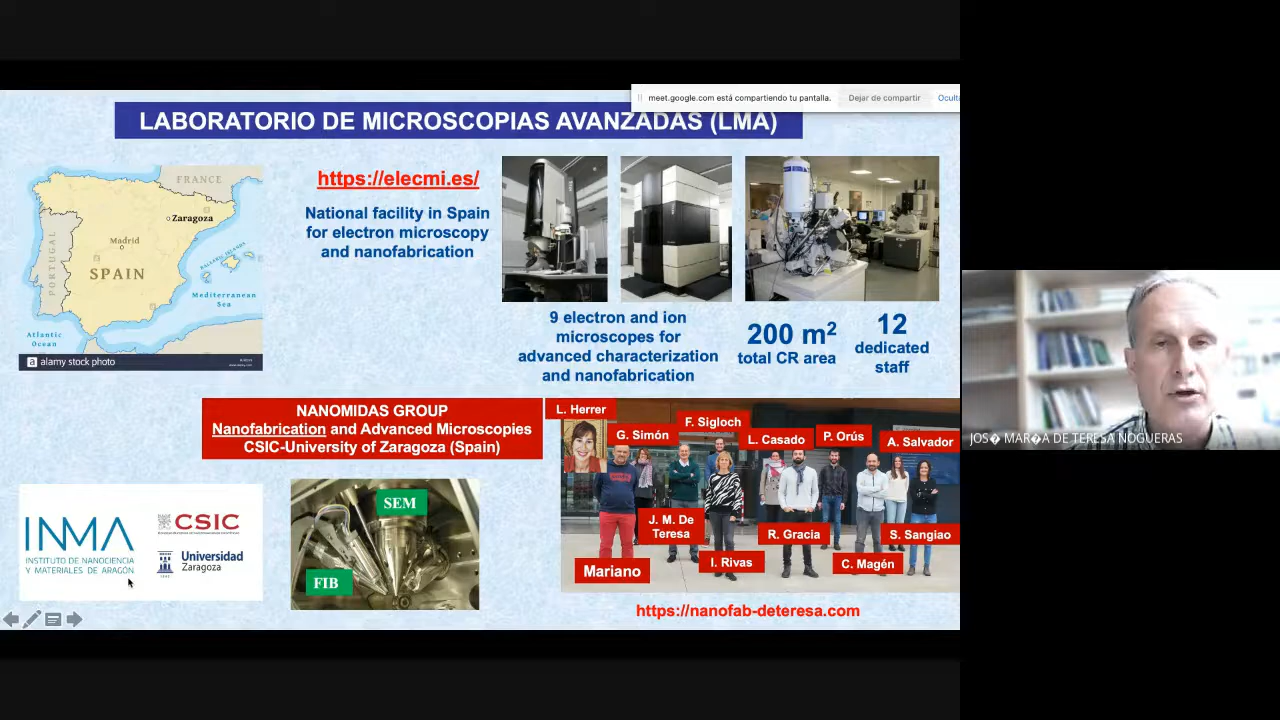 meet.google.com está compartiendo tu pantalla.
Dejar de compartir
Oculta
LABORATORIO DE MICROSCOPIAS AVANZADAS (LMA)
FRANCE
Zaragoza
Madrid
PORTUGAL
SPAIN
BALEARIC ISLANDS
Mediterranean
Sea
Atlantic
Ocean
a alamy stock photo
https://elecmi.es/
National facility in Spain
for electron microscopy
and nanofabrication
9 electron and ion
microscopes for
advanced characterization
and nanofabrication
200 m²
total CR area
12
dedicated
staff
NANOMIDAS GROUP
Nanofabrication and Advanced Microscopies
CSIC-University of Zaragoza (Spain)
L. Herrer
G. Simón
F. Sigloch
L. Casado
P. Orús
A. Salvador
J. M. De
Teresa
I. Rivas
R. Gracia
C. Magén
S. Sangiao
Mariano
INMA
INSTITUTO DE NANOCIENCIA
Y MATERIALES DE ARAGÓN
CSIC
Universidad
Zaragoza
1542
SEM
FIB
https://nanofab-deteresa.com
JOS� MAR�A DE TERESA NOGUERAS